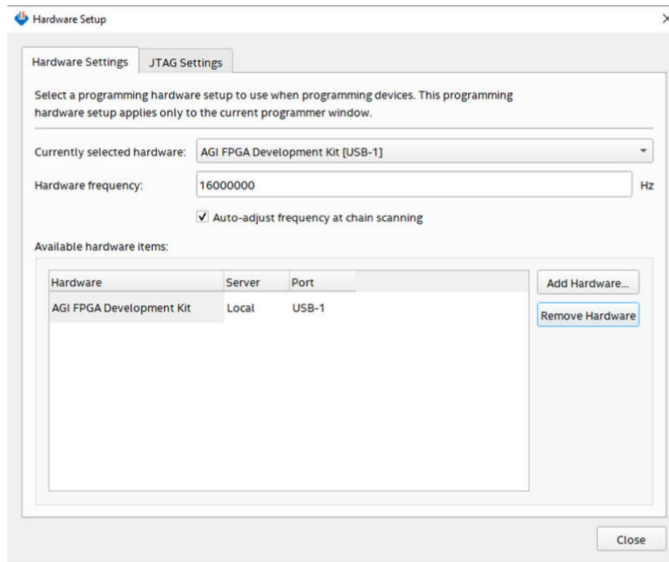 Hardware Setup
Hardware Settings
JTAG Settings
Select a programming hardware setup to use when programming devices. This programming
hardware setup applies only to the current programmer window.
Currently selected hardware:
AGI FPGA Development Kit [USB-1]
Hardware frequency:
16000000
Hz
Auto-adjust frequency at chain scanning
Available hardware items:
Hardware
Server
Port
AGI FPGA Development Kit
Local
USB-1
Add Hardware...
Remove Hardware
Close